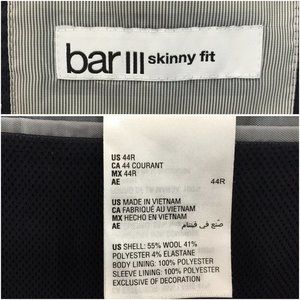 bar III skinny fit
US 44R
CA 44 COURANT
MX 44R
AE 44R
US MADE IN VIETNAM
CA FABRIQUÉ AU VIETNAM
MX HECHO EN VIETNAM
AE صنع في فيتنام
US SHELL: 55% WOOL 41%
POLYESTER 4% ELASTANE
BODY LINING: 100% POLYESTER
SLEEVE LINING: 100% POLYESTER
EXCLUSIVE OF DECORATION